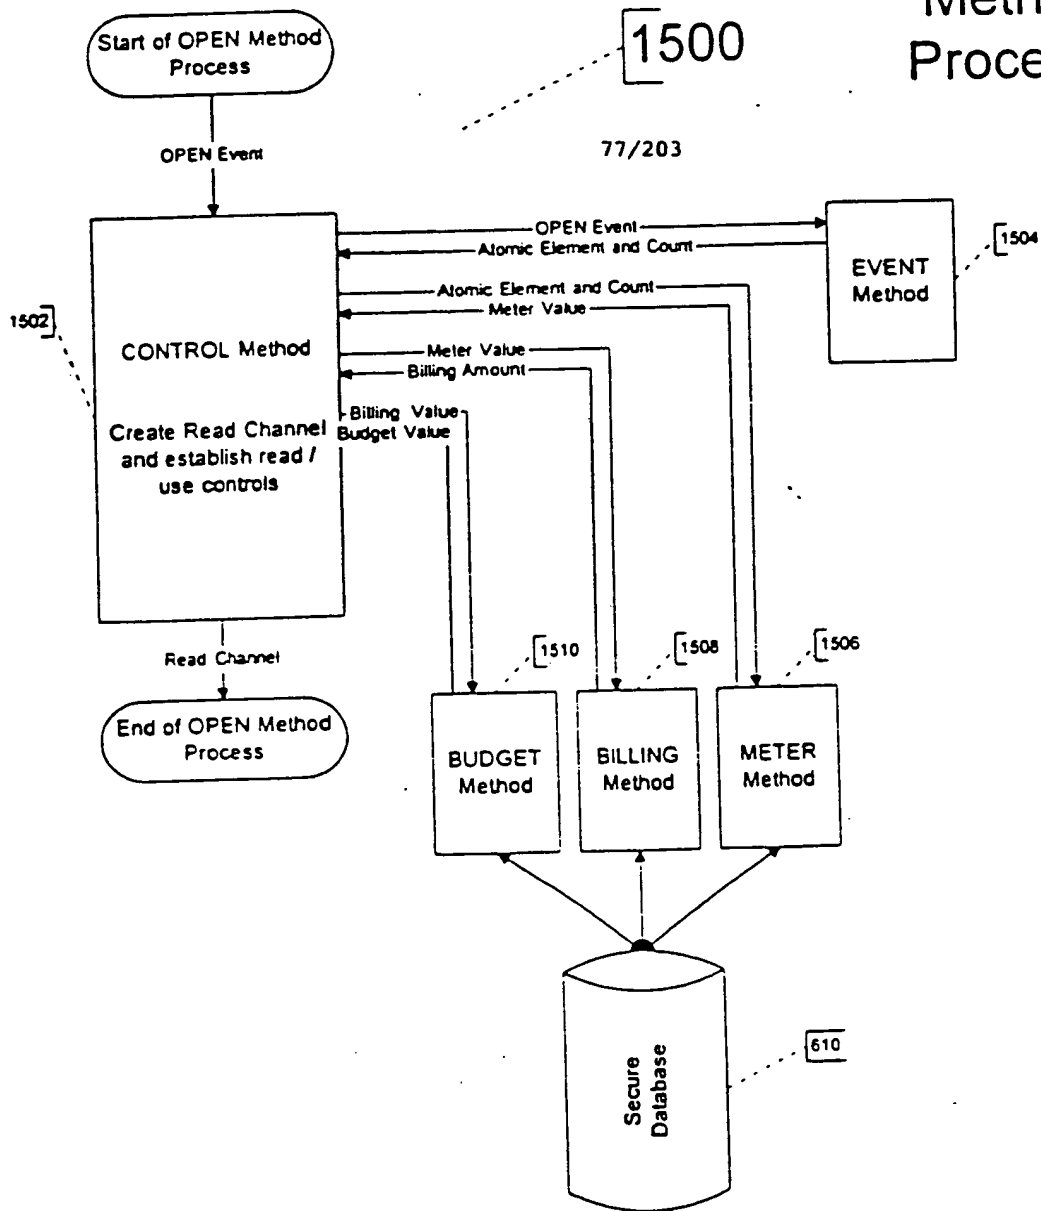 Start of OPEN Method
Process
1500
Proce
77/203
OPEN Event
OPEN Event
Atomic Element and Count
EVENT
Method
1504
Atomic Element and Count
Meter Value
1502
CONTROL Method
Meter Value
Billing Amount
Billing Value
Budget Value
Create Read Channel
and establish read /
use controls
Read Channel
1510
1508
1506
End of OPEN Method
Process
BUDGET
Method
BILLING
Method
METER
Method
Secure
Database
610